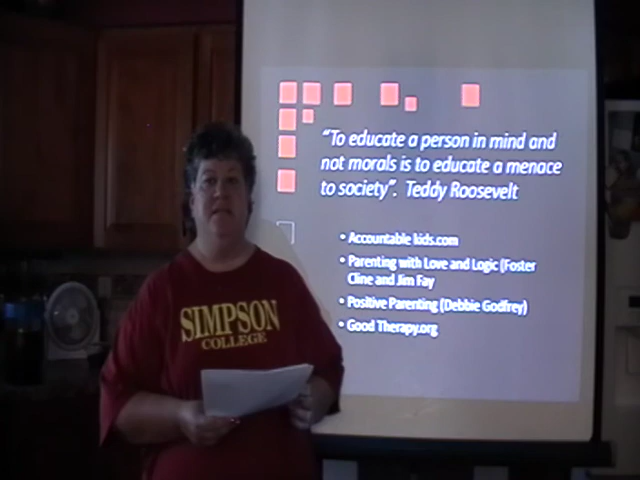 "To educate a person in mind and
not morals is to educate a menace
to society". Teddy Roosevelt
• Accountable kids.com
• Parenting with Love and Logic (Foster
Cline and Jim Fay
• Positive Parenting (Debbie Godfrey)
• Good Therapy.org
SIMPSON
COLLEGE